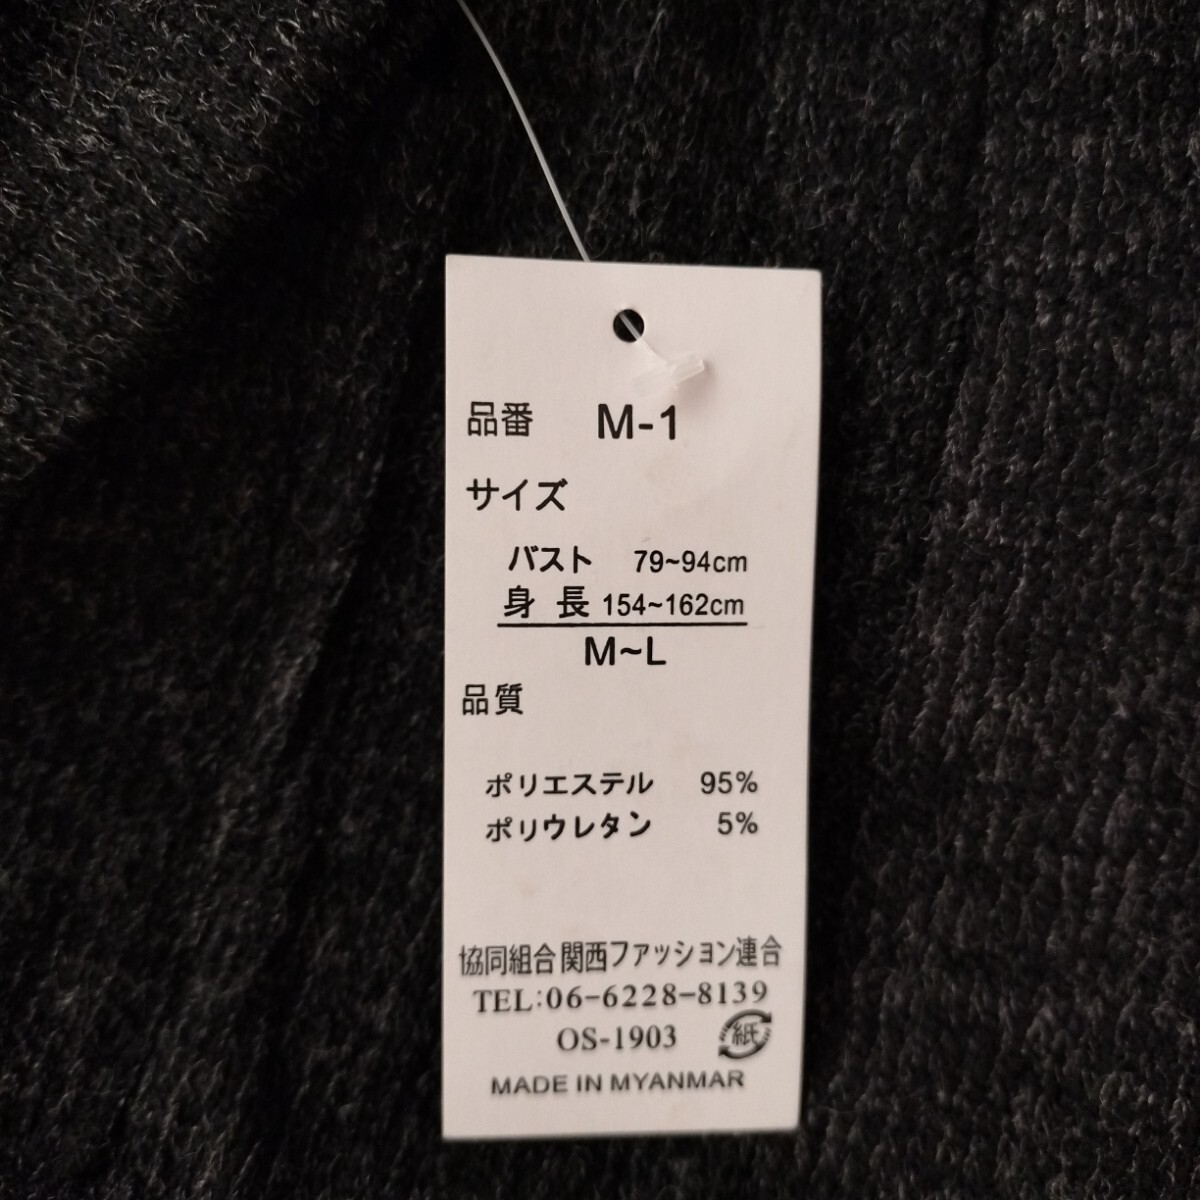 品番 M-1
サイズ
バスト 79~94cm
身長 154~162cm
M~L
品質
ポリエステル 95%
ポリウレタン 5%
協同組合関西ファッション連合
TEL:06-6228-8139
OS-1903 紙
MADE IN MYANMAR